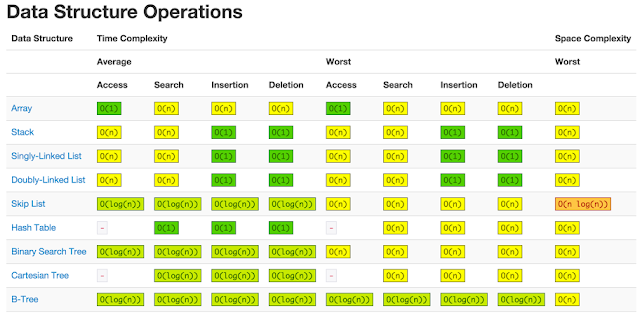 Data Structure Operations
Data Structure Time Complexity Space Complexity
Average Worst Worst
Access Search Insertion Deletion Access Search Insertion Deletion
Array O(1) O(n) O(n) O(n) O(1) O(n) O(n) O(n) O(n)
Stack O(n) O(n) O(1) O(1) O(n) O(n) O(1) O(1) O(n)
Singly-Linked List O(n) O(n) O(1) O(1) O(n) O(n) O(1) O(1) O(n)
Doubly-Linked List O(n) O(n) O(1) O(1) O(n) O(n) O(1) O(1) O(n)
Skip List O(log(n)) O(log(n)) O(log(n)) O(log(n)) O(n) O(n) O(n) O(n) O(n log(n))
Hash Table - O(1) O(1) O(1) - O(n) O(n) O(n) O(n)
Binary Search Tree O(log(n)) O(log(n)) O(log(n)) O(log(n)) O(n) O(n) O(n) O(n) O(n)
Cartesian Tree - O(log(n)) O(log(n)) O(log(n)) - O(n) O(n) O(n) O(n)
B-Tree O(log(n)) O(log(n)) O(log(n)) O(log(n)) O(log(n)) O(log(n)) O(log(n)) O(log(n)) O(n)